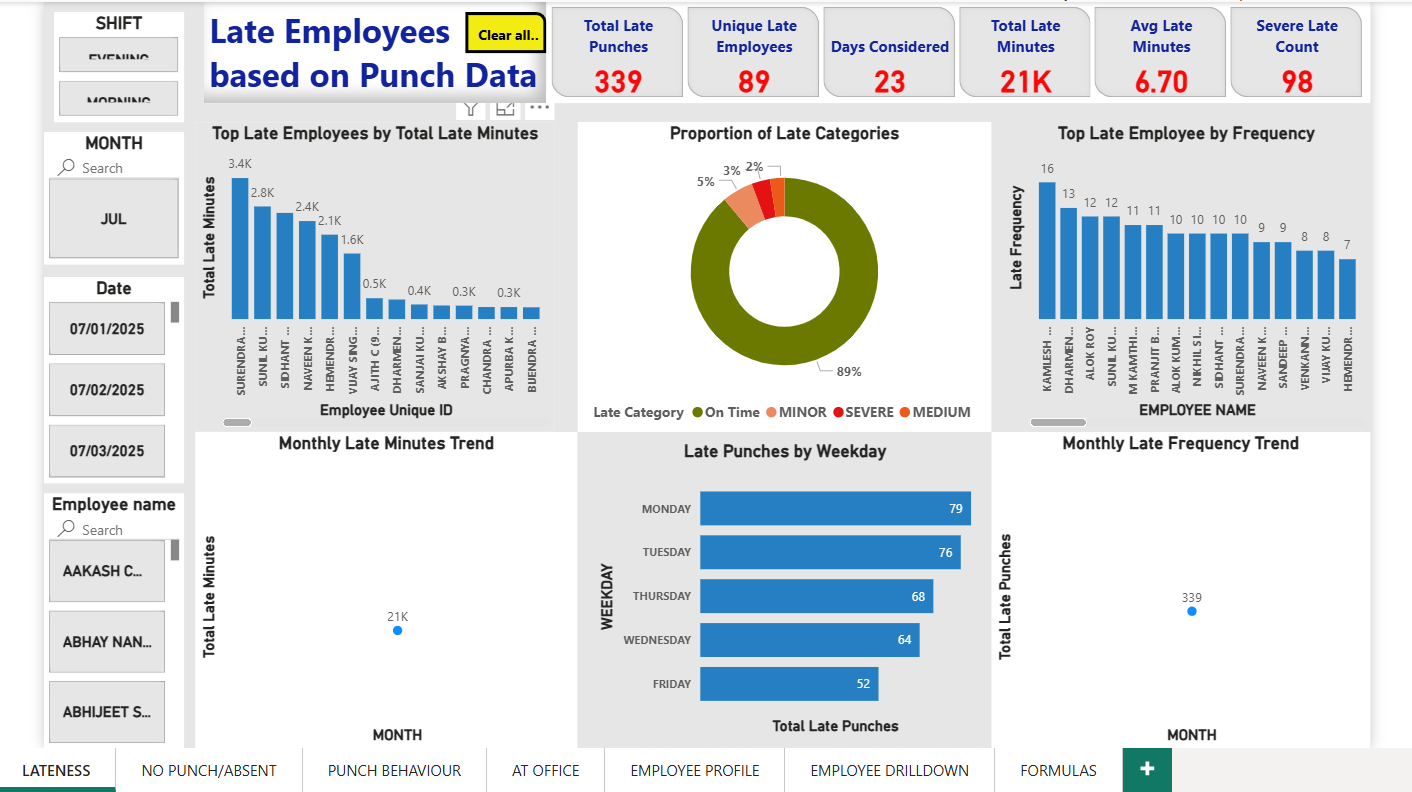 SHIFT
EVENING
MORNING
Late Employees
based on Punch Data
Clear all..
Total Late
Punches
339
Unique Late
Employees
89
Days Considered
23
Total Late
Minutes
21K
Avg Late
Minutes
6.70
Severe Late
Count
98
MONTH
Search
JUL
Date
07/01/2025
07/02/2025
07/03/2025
Employee name
Search
AAKASH C...
ABHAY NAN...
ABHIJEET S...
Top Late Employees by Total Late Minutes
Total Late Minutes
3.4K
2.8K
2.4K
2.1K
1.6K
0.5K
0.4K
0.3K
0.3K
SURENDRA...
SUNIL KU...
SIDHANT ...
NAVEEN K...
HEMENDR...
VIJAY SING...
AJITH C (9...
DHARMEN...
SANJAI KU...
AKSHAY B...
PRAGNYA...
CHANDRA ...
APURBA K...
BIJENDRA ...
Employee Unique ID
Proportion of Late Categories
5%
3%
2%
89%
Late Category On Time MINOR SEVERE MEDIUM
Top Late Employee by Frequency
Late Frequency
16
13
12
12
11
11
10
10
10
10
9
9
8
8
7
KAMLESH ...
DHARMEN...
ALOK ROY
SUNIL KU...
M KAMTHI...
PRANJIT B...
ALOK KUM...
NIKHIL S I...
SIDHANT ...
SURENDRA...
NAVEEN K...
SANDEEP ...
VENKANN...
VIJAY KU...
HEMENDR...
EMPLOYEE NAME
Monthly Late Minutes Trend
Total Late Minutes
21K
MONTH
Late Punches by Weekday
WEEKDAY
MONDAY 79
TUESDAY 76
THURSDAY 68
WEDNESDAY 64
FRIDAY 52
Total Late Punches
Monthly Late Frequency Trend
Total Late Punches
339
MONTH
LATENESS
NO PUNCH/ABSENT
PUNCH BEHAVIOUR
AT OFFICE
EMPLOYEE PROFILE
EMPLOYEE DRILLDOWN
FORMULAS
+